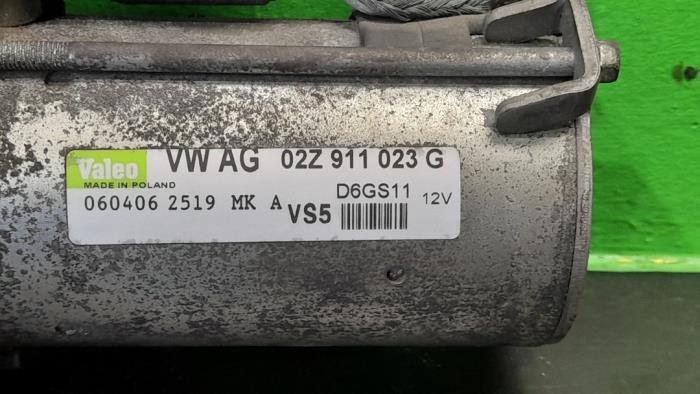 Valeo VW AG 02Z 911 023 G
MADE IN POLAND
D6GS11 12V
060406 2519 MK A VS5